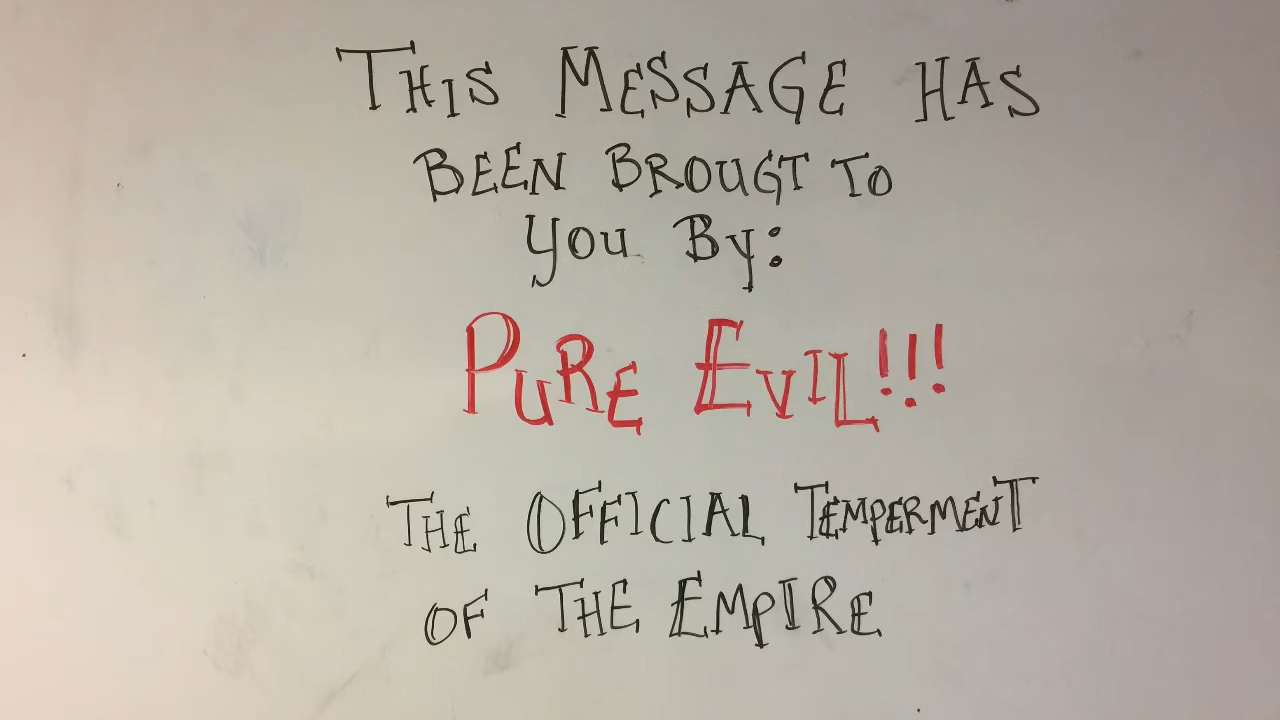 THIS MESSAGE HAS
BEEN BROUGT TO
YOU BY:
PURE EVIL!!!
THE OFFICIAL TEMPERMENT
OF THE EMPIRE